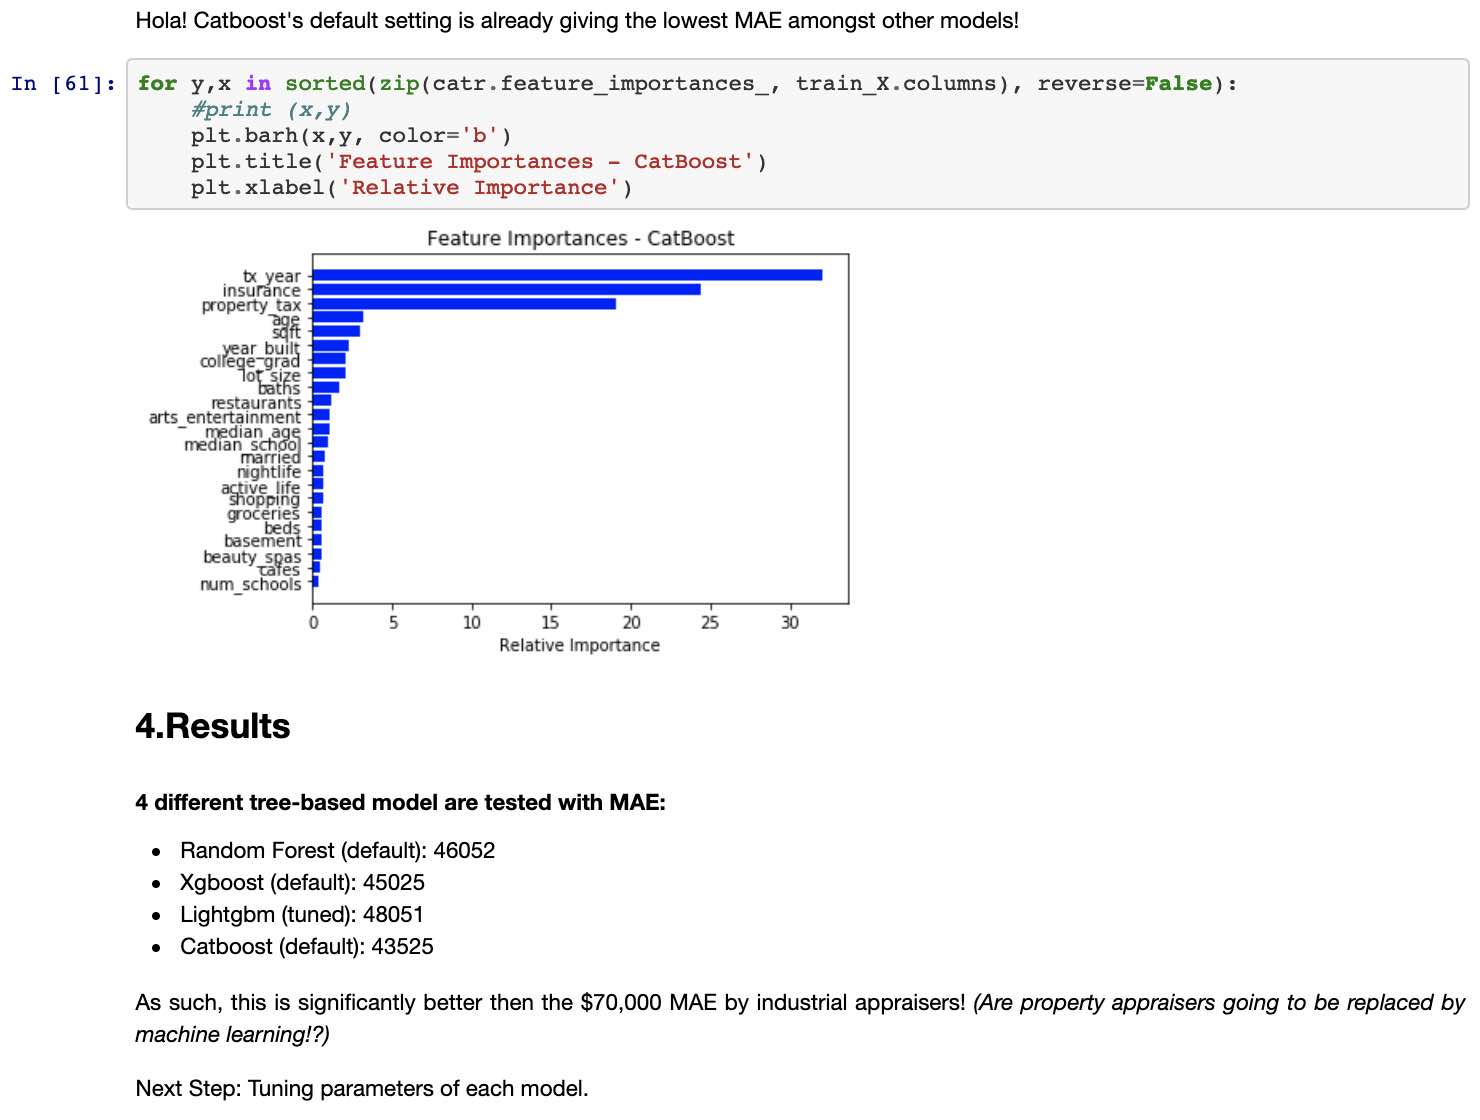 Hola! Catboost's default setting is already giving the lowest MAE amongst other models!
In [61]: for y,x in sorted(zip(catr.feature_importances_, train_X.columns), reverse=False):
#print (x,y)
plt.barh(x,y, color='b')
plt.title('Feature Importances - CatBoost')
plt.xlabel('Relative Importance')
Feature Importances - CatBoost
tx_year
insurance
property_tax
age
sqft
year_built
college_grad
lot_size
baths
restaurants
arts_entertainment
median_age
median_school
married
nightlife
active_life
shopping
groceries
beds
basement
beauty_spas
cafes
num_schools
0 5 10 15 20 25 30
Relative Importance
4.Results
4 different tree-based model are tested with MAE:
• Random Forest (default): 46052
• Xgboost (default): 45025
• Lightgbm (tuned): 48051
• Catboost (default): 43525
As such, this is significantly better then the $70,000 MAE by industrial appraisers! (Are property appraisers going to be replaced by
machine learning!?)
Next Step: Tuning parameters of each model.